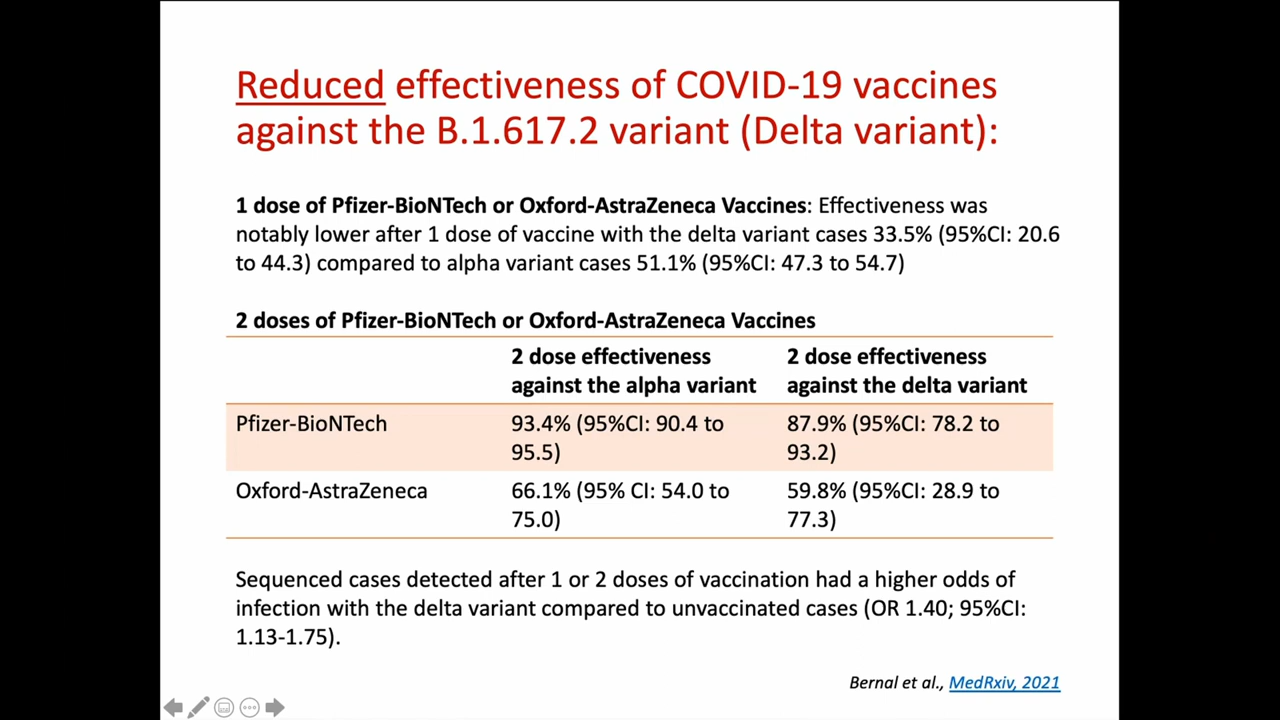 Reduced effectiveness of COVID-19 vaccines
against the B.1.617.2 variant (Delta variant):
1 dose of Pfizer-BioNTech or Oxford-AstraZeneca Vaccines: Effectiveness was
notably lower after 1 dose of vaccine with the delta variant cases 33.5% (95%CI: 20.6
to 44.3) compared to alpha variant cases 51.1% (95%CI: 47.3 to 54.7)
2 doses of Pfizer-BioNTech or Oxford-AstraZeneca Vaccines
2 dose effectiveness
against the alpha variant
2 dose effectiveness
against the delta variant
Pfizer-BioNTech
93.4% (95%CI: 90.4 to
95.5)
87.9% (95%CI: 78.2 to
93.2)
Oxford-AstraZeneca
66.1% (95% CI: 54.0 to
75.0)
59.8% (95%CI: 28.9 to
77.3)
Sequenced cases detected after 1 or 2 doses of vaccination had a higher odds of
infection with the delta variant compared to unvaccinated cases (OR 1.40; 95%CI:
1.13-1.75).
Bernal et al., MedRxiv, 2021